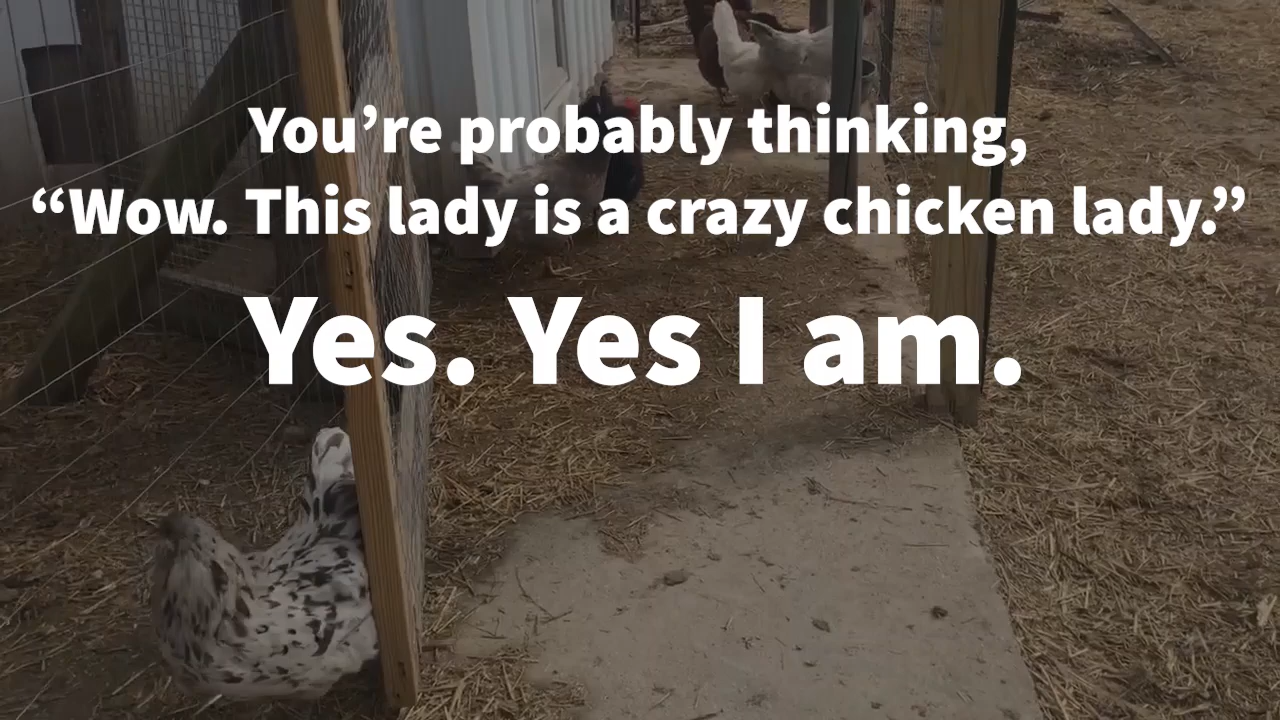 You’re probably thinking,
“Wow. This lady is a crazy chicken lady.”
Yes. Yes I am.